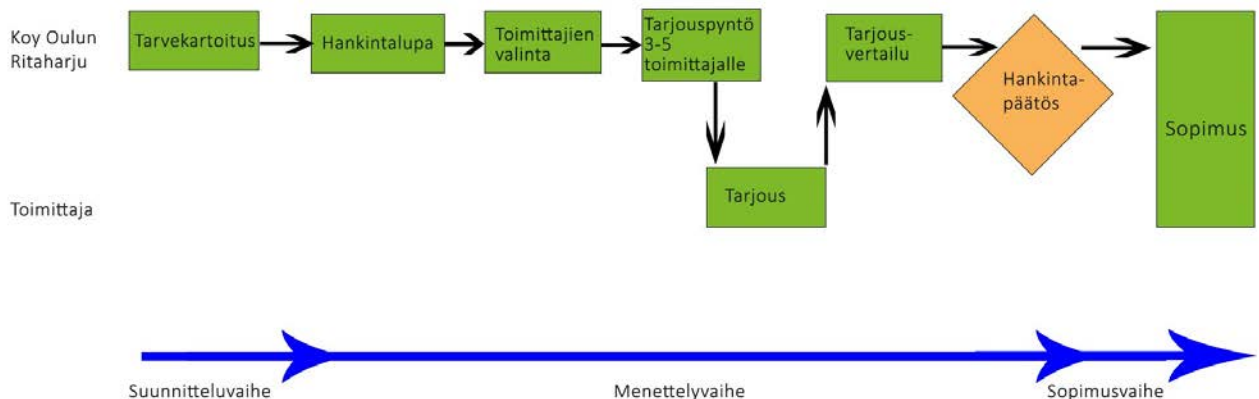 Koy Oulun
Ritaharju
Tarvekartoitus
Hankintalupa
Toimittajien
valinta
Tarjouspyntö
3-5
toimittajalle
Tarjous-
vertailu
Hankinta-
päätös
Sopimus
Toimittaja
Tarjous
Suunnitteluvaihe
Menettelyvaihe
Sopimusvaihe